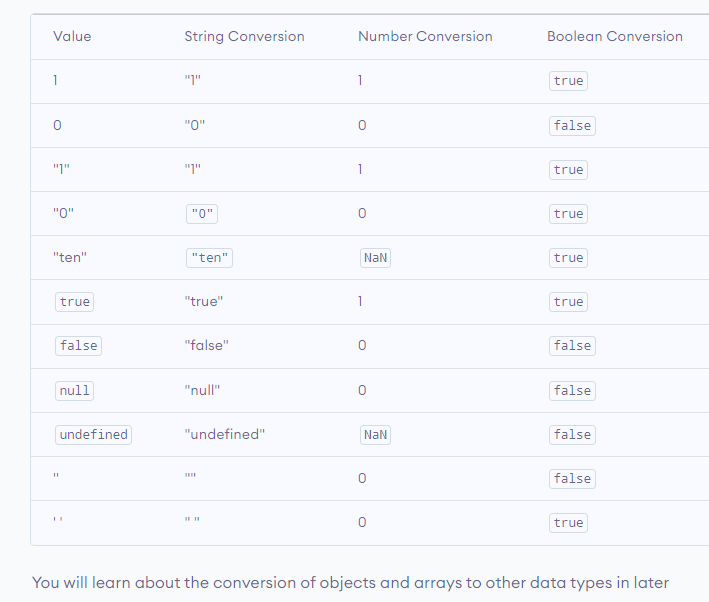 Value String Conversion Number Conversion Boolean Conversion
1 "1" 1 true
0 "0" 0 false
"1" "1" 1 true
"0" "0" 0 true
"ten" "ten" NaN true
true "true" 1 true
false "false" 0 false
null "null" 0 false
undefined "undefined" NaN false
'' "" 0 false
' ' " " 0 true
You will learn about the conversion of objects and arrays to other data types in later